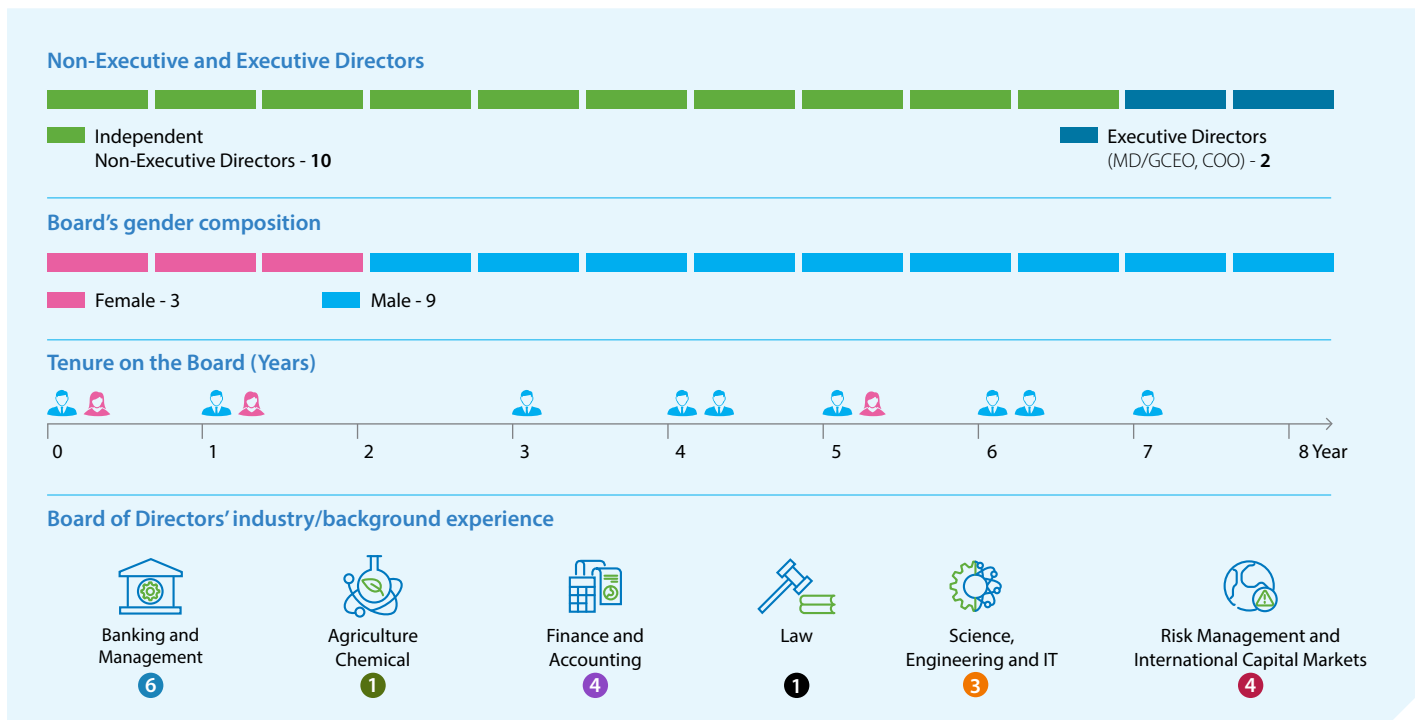 Non-Executive and Executive Directors
Independent
Non-Executive Directors - 10
Executive Directors
(MD/GCEO, COO) - 2
Board's gender composition
Female - 3
Male - 9
Tenure on the Board (Years)
0 1 2 3 4 5 6 7 8 Year
Board of Directors' industry/background experience
Banking and
Management
6
Agriculture
Chemical
1
Finance and
Accounting
4
Law
1
Science,
Engineering and IT
3
Risk Management and
International Capital Markets
4